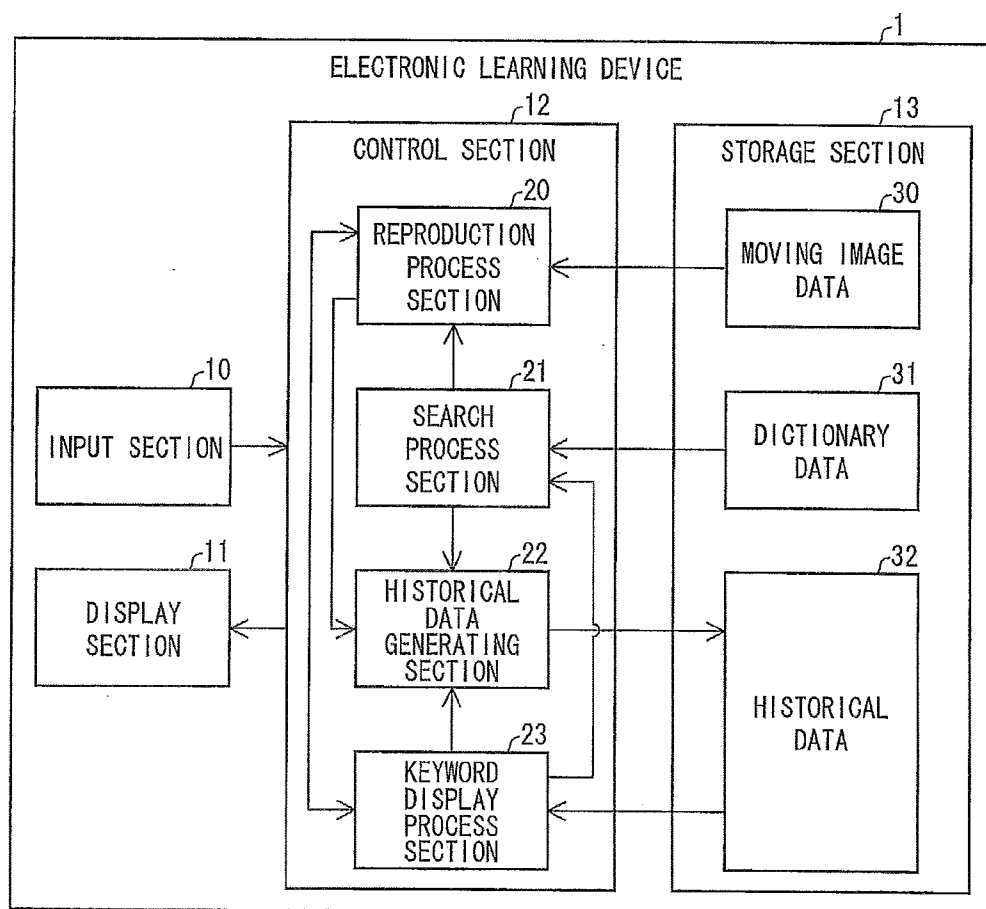 1
ELECTRONIC LEARNING DEVICE
12
CONTROL SECTION
13
STORAGE SECTION
20
REPRODUCTION
PROCESS
SECTION
30
MOVING IMAGE
DATA
10
INPUT SECTION
21
SEARCH
PROCESS
SECTION
31
DICTIONARY
DATA
11
DISPLAY
SECTION
22
HISTORICAL
DATA
GENERATING
SECTION
32
HISTORICAL
DATA
23
KEYWORD
DISPLAY
PROCESS
SECTION